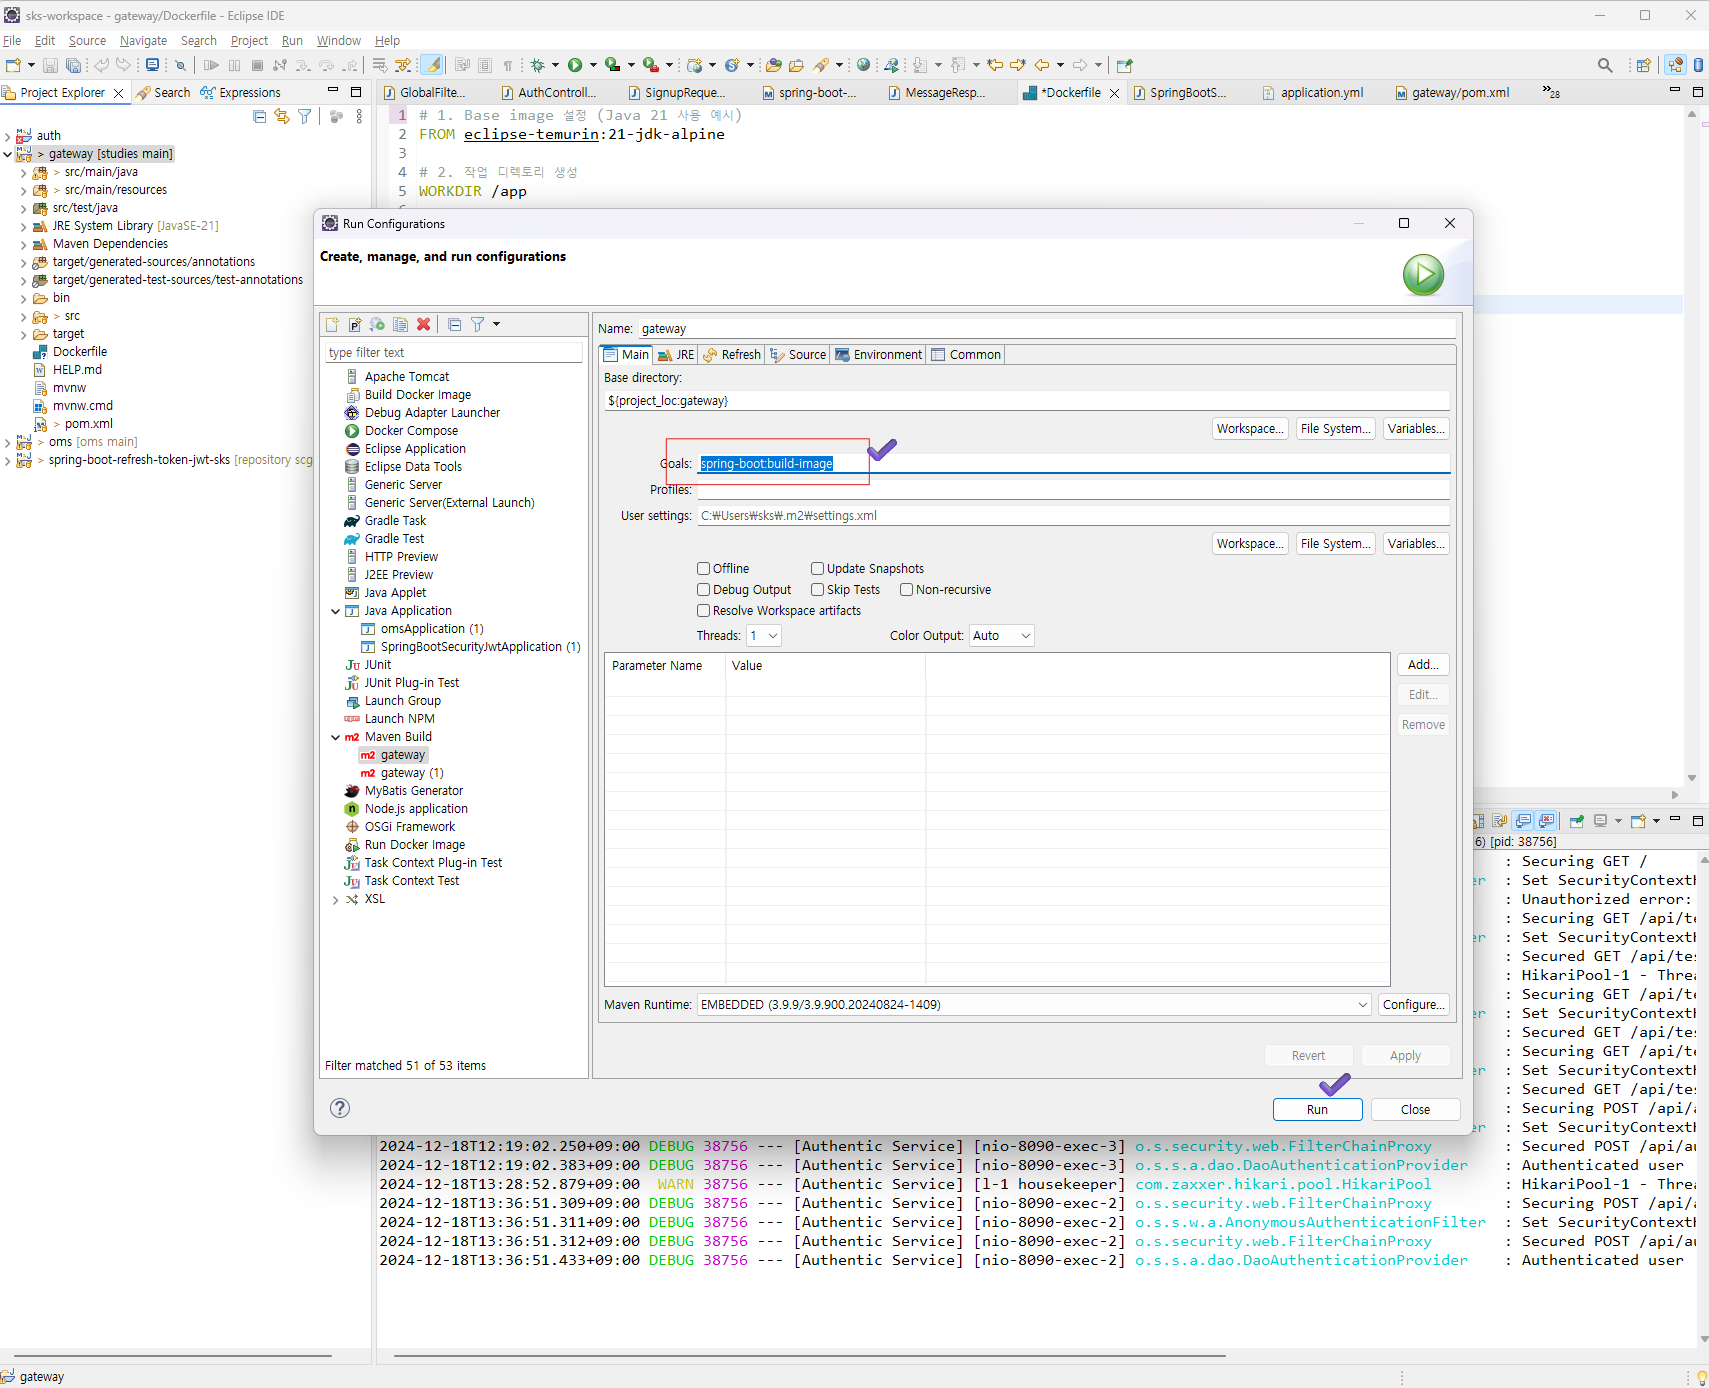 sks-workspace - gateway/Dockerfile - Eclipse IDE
File Edit Source Navigate Search Project Run Window Help
Project Explorer Search Expressions
GlobalFilte... AuthControll... SignupReque... spring-boot-... MessageResp... *Dockerfile SpringBootS... application.yml gateway/pom.xml »28
auth
> gateway [studies main]
> src/main/java
> src/main/resources
src/test/java
JRE System Library [JavaSE-21]
Maven Dependencies
target/generated-sources/annotations
target/generated-test-sources/test-annotations
bin
> src
target
Dockerfile
HELP.md
mvnw
mvnw.cmd
> pom.xml
> oms [oms main]
> spring-boot-refresh-token-jwt-sks [repository scg
1 # 1. Base image 설정 (Java 21 사용 예시)
2 FROM eclipse-temurin:21-jdk-alpine
3
4 # 2. 작업 디렉토리 생성
5 WORKDIR /app
Run Configurations
Create, manage, and run configurations
type filter text
Apache Tomcat
Build Docker Image
Debug Adapter Launcher
Docker Compose
Eclipse Application
Eclipse Data Tools
Generic Server
Generic Server(External Launch)
Gradle Task
Gradle Test
HTTP Preview
J2EE Preview
Java Applet
Java Application
omsApplication (1)
SpringBootSecurityJwtApplication (1)
JUnit
JUnit Plug-in Test
Launch Group
Launch NPM
Maven Build
gateway
gateway (1)
MyBatis Generator
Node.js application
OSGi Framework
Run Docker Image
Task Context Plug-in Test
Task Context Test
XSL
Filter matched 51 of 53 items
Name: gateway
Main JRE Refresh Source Environment Common
Base directory:
${project_loc:gateway}
Workspace... File System... Variables...
Goals: spring-boot:build-image
Profiles:
User settings: C:₩Users₩sks₩.m2₩settings.xml
Workspace... File System... Variables...
Offline Update Snapshots
Debug Output Skip Tests Non-recursive
Resolve Workspace artifacts
Threads: 1 Color Output: Auto
Parameter Name Value
Add...
Edit...
Remove
Maven Runtime: EMBEDDED (3.9.9/3.9.900.20240824-1409) Configure...
Revert Apply
Run Close
6) [pid: 38756]
: Securing GET /
er : Set SecurityContextH
: Unauthorized error:
: Securing GET /api/te
er : Set SecurityContextH
: Secured GET /api/tes
: HikariPool-1 - Threa
: Securing GET /api/te
er : Set SecurityContextH
: Secured GET /api/tes
: Securing GET /api/te
er : Set SecurityContextH
: Secured GET /api/tes
: Securing POST /api/a
er : Set SecurityContextH
2024-12-18T12:19:02.250+09:00 DEBUG 38756 --- [Authentic Service] [nio-8090-exec-3] o.s.security.web.FilterChainProxy : Secured POST /api/au
2024-12-18T12:19:02.383+09:00 DEBUG 38756 --- [Authentic Service] [nio-8090-exec-3] o.s.s.a.dao.DaoAuthenticationProvider : Authenticated user
2024-12-18T13:28:52.879+09:00 WARN 38756 --- [Authentic Service] [l-1 housekeeper] com.zaxxer.hikari.pool.HikariPool : HikariPool-1 - Threa
2024-12-18T13:36:51.309+09:00 DEBUG 38756 --- [Authentic Service] [nio-8090-exec-2] o.s.security.web.FilterChainProxy : Securing POST /api/a
2024-12-18T13:36:51.311+09:00 DEBUG 38756 --- [Authentic Service] [nio-8090-exec-2] o.s.s.w.a.AnonymousAuthenticationFilter : Set SecurityContextH
2024-12-18T13:36:51.312+09:00 DEBUG 38756 --- [Authentic Service] [nio-8090-exec-2] o.s.security.web.FilterChainProxy : Secured POST /api/au
2024-12-18T13:36:51.433+09:00 DEBUG 38756 --- [Authentic Service] [nio-8090-exec-2] o.s.s.a.dao.DaoAuthenticationProvider : Authenticated user
gateway